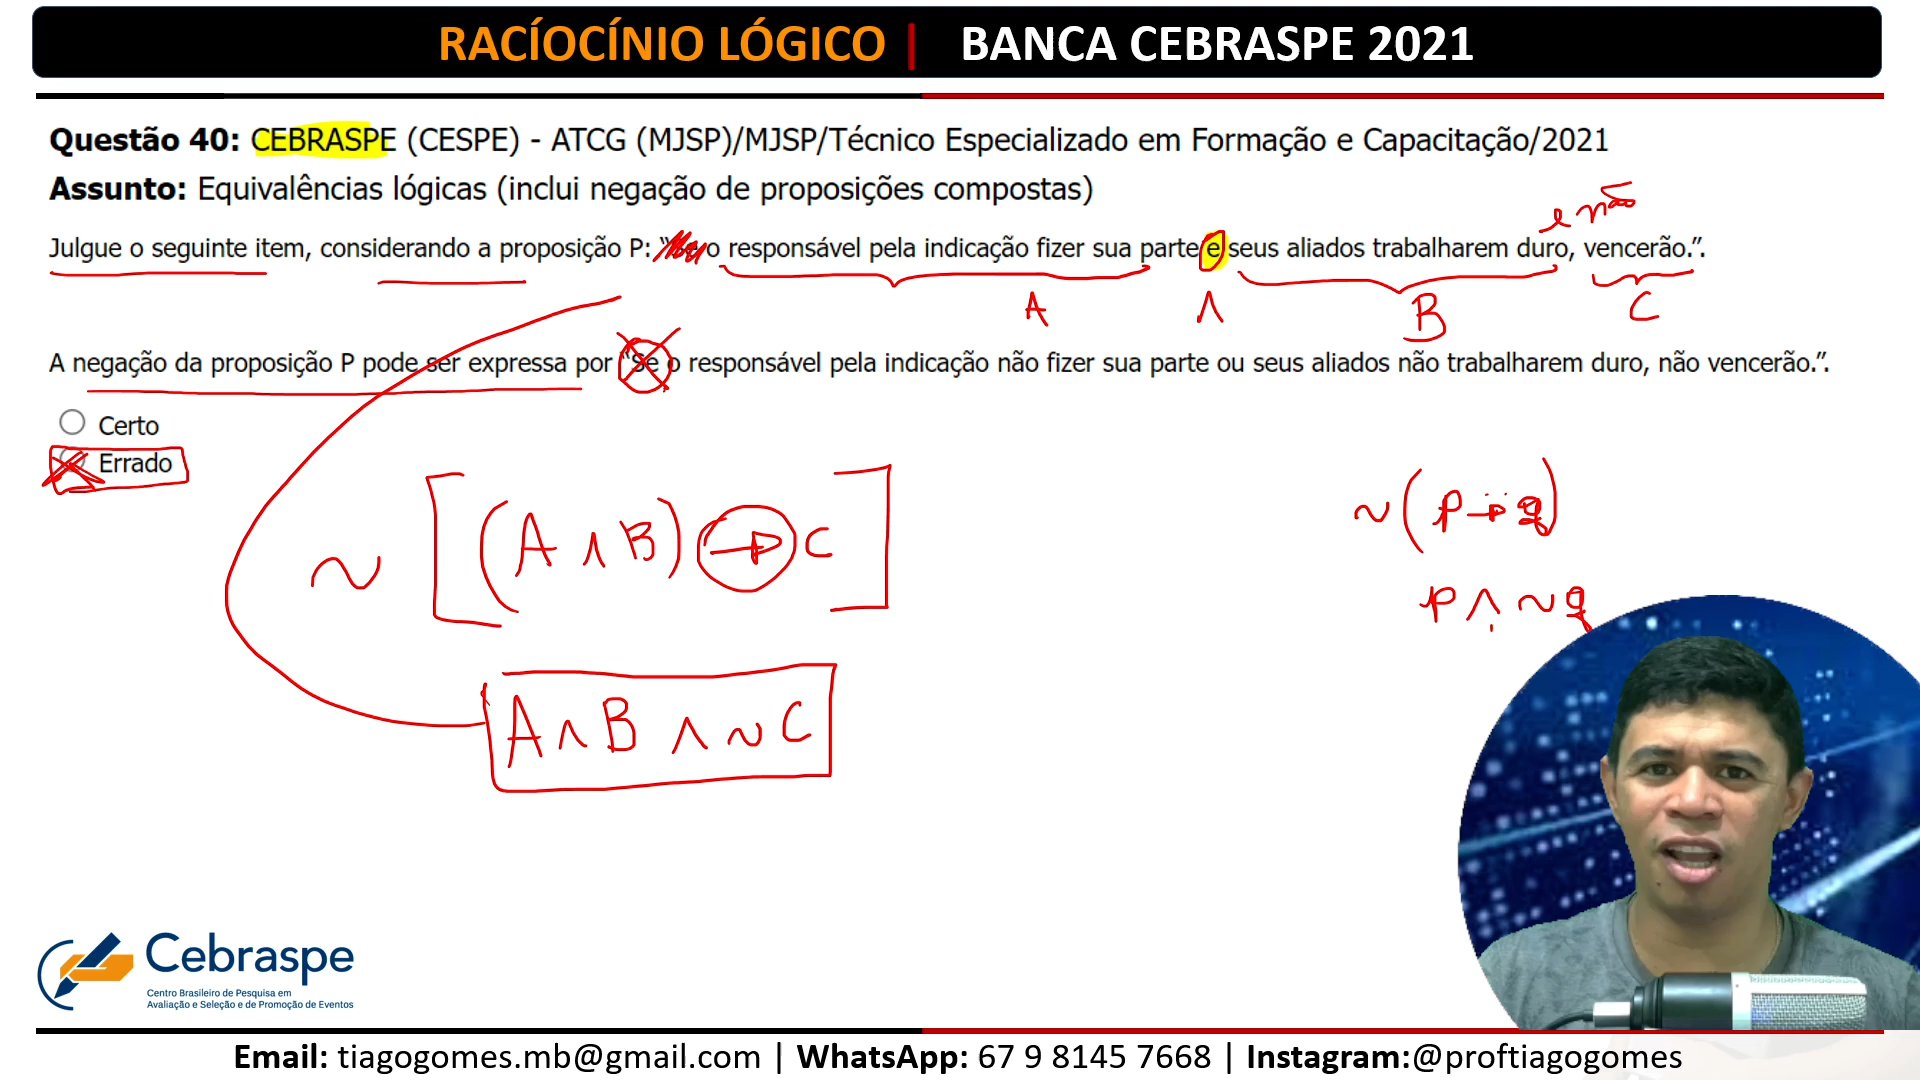 RACÍOCÍNIO LÓGICO | BANCA CEBRASPE 2021
Questão 40: CEBRASPE (CESPE) - ATCG (MJSP)/MJSP/Técnico Especializado em Formação e Capacitação/2021
Assunto: Equivalências lógicas (inclui negação de proposições compostas)
e não
Julgue o seguinte item, considerando a proposição P: “Se o responsável pela indicação fizer sua parte e seus aliados trabalharem duro, vencerão.”.
A ∧ B C
A negação da proposição P pode ser expressa por “Se o responsável pela indicação não fizer sua parte ou seus aliados não trabalharem duro, não vencerão.”.
Certo
Errado
~ [(A ∧ B) → C]
~(p → q)
p ∧ ~q
A ∧ B ∧ ~C
Cebraspe
Centro Brasileiro de Pesquisa em
Avaliação e Seleção e de Promoção de Eventos
Email: tiagogomes.mb@gmail.com | WhatsApp: 67 9 8145 7668 | Instagram:@proftiagogomes